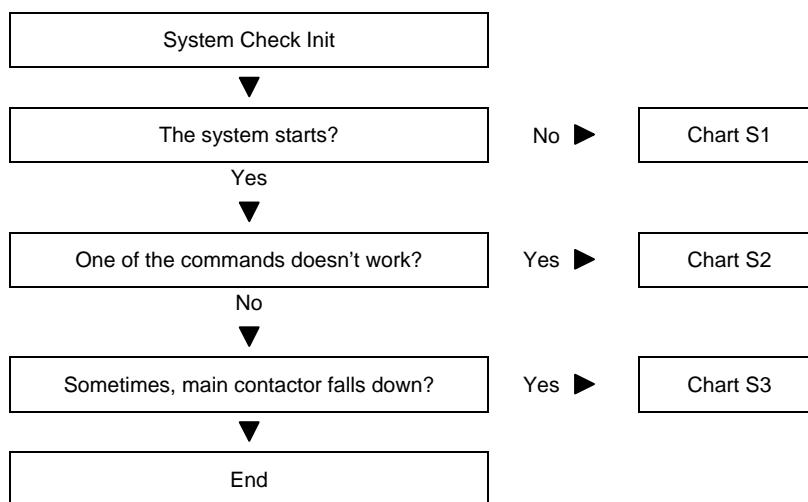 System Check Init
The system starts?
No
Chart S1
Yes
One of the commands doesn't work?
Yes
Chart S2
No
Sometimes, main contactor falls down?
Yes
Chart S3
End